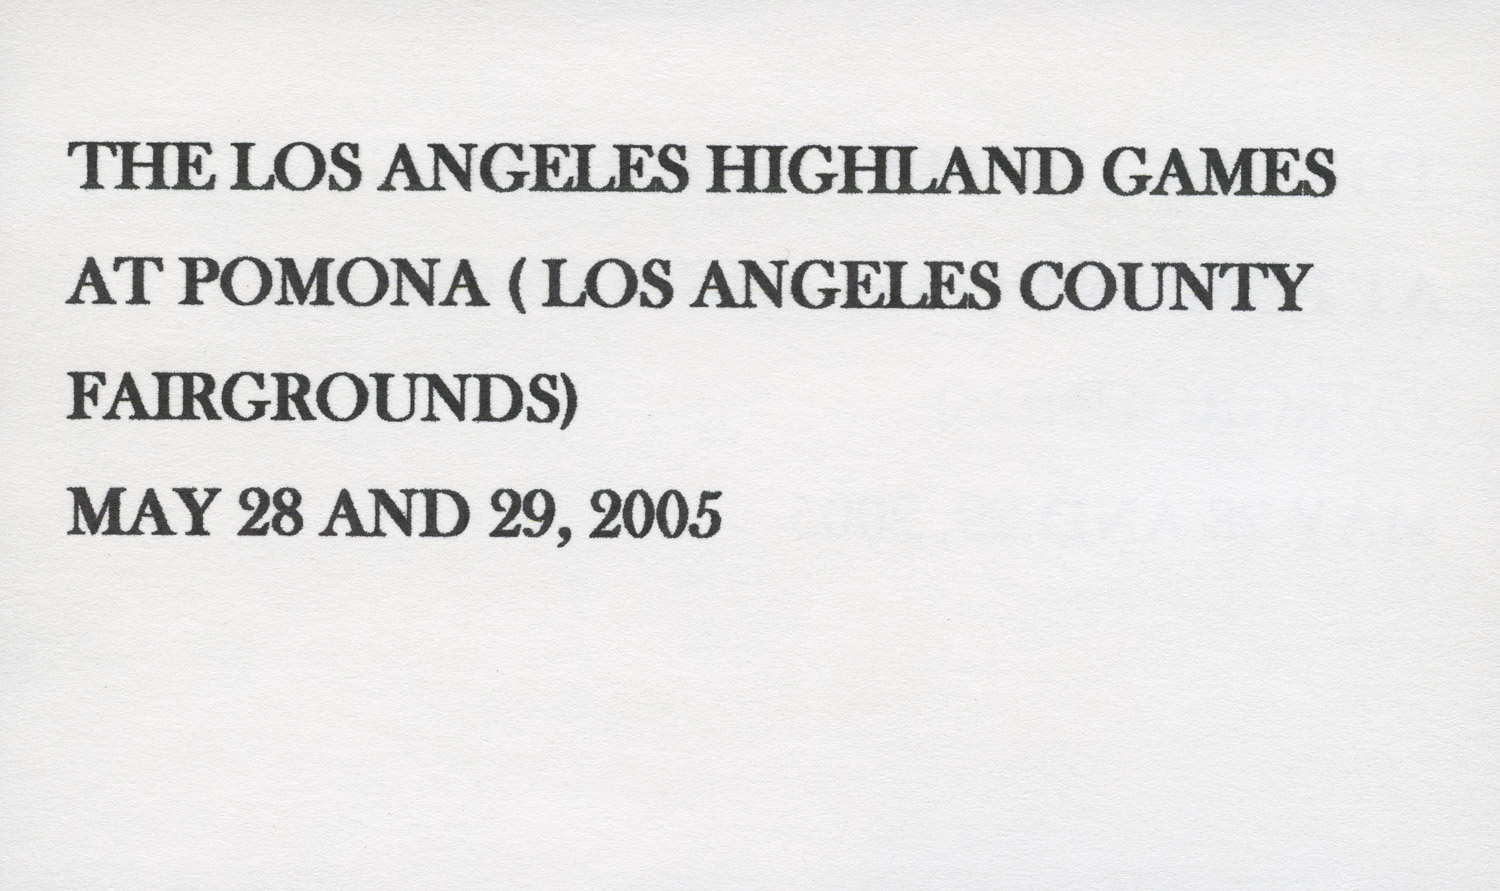 THE LOS ANGELES HIGHLAND GAMES
AT POMONA ( LOS ANGELES COUNTY
FAIRGROUNDS)
MAY 28 AND 29, 2005